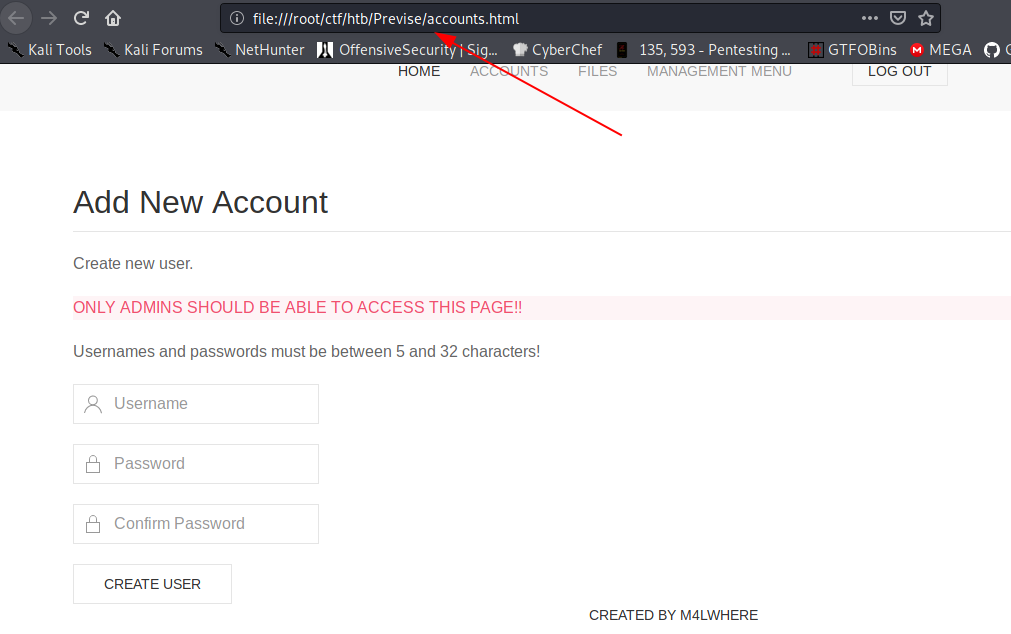 file:///root/ctf/htb/Previse/accounts.html
Kali Tools Kali Forums NetHunter OffensiveSecurity | Sig... CyberChef 135, 593 - Pentesting ... GTFOBins MEGA
HOME ACCOUNTS FILES MANAGEMENT MENU LOG OUT
Add New Account
Create new user.
ONLY ADMINS SHOULD BE ABLE TO ACCESS THIS PAGE!!
Usernames and passwords must be between 5 and 32 characters!
Username
Password
Confirm Password
CREATE USER
CREATED BY M4LWHERE